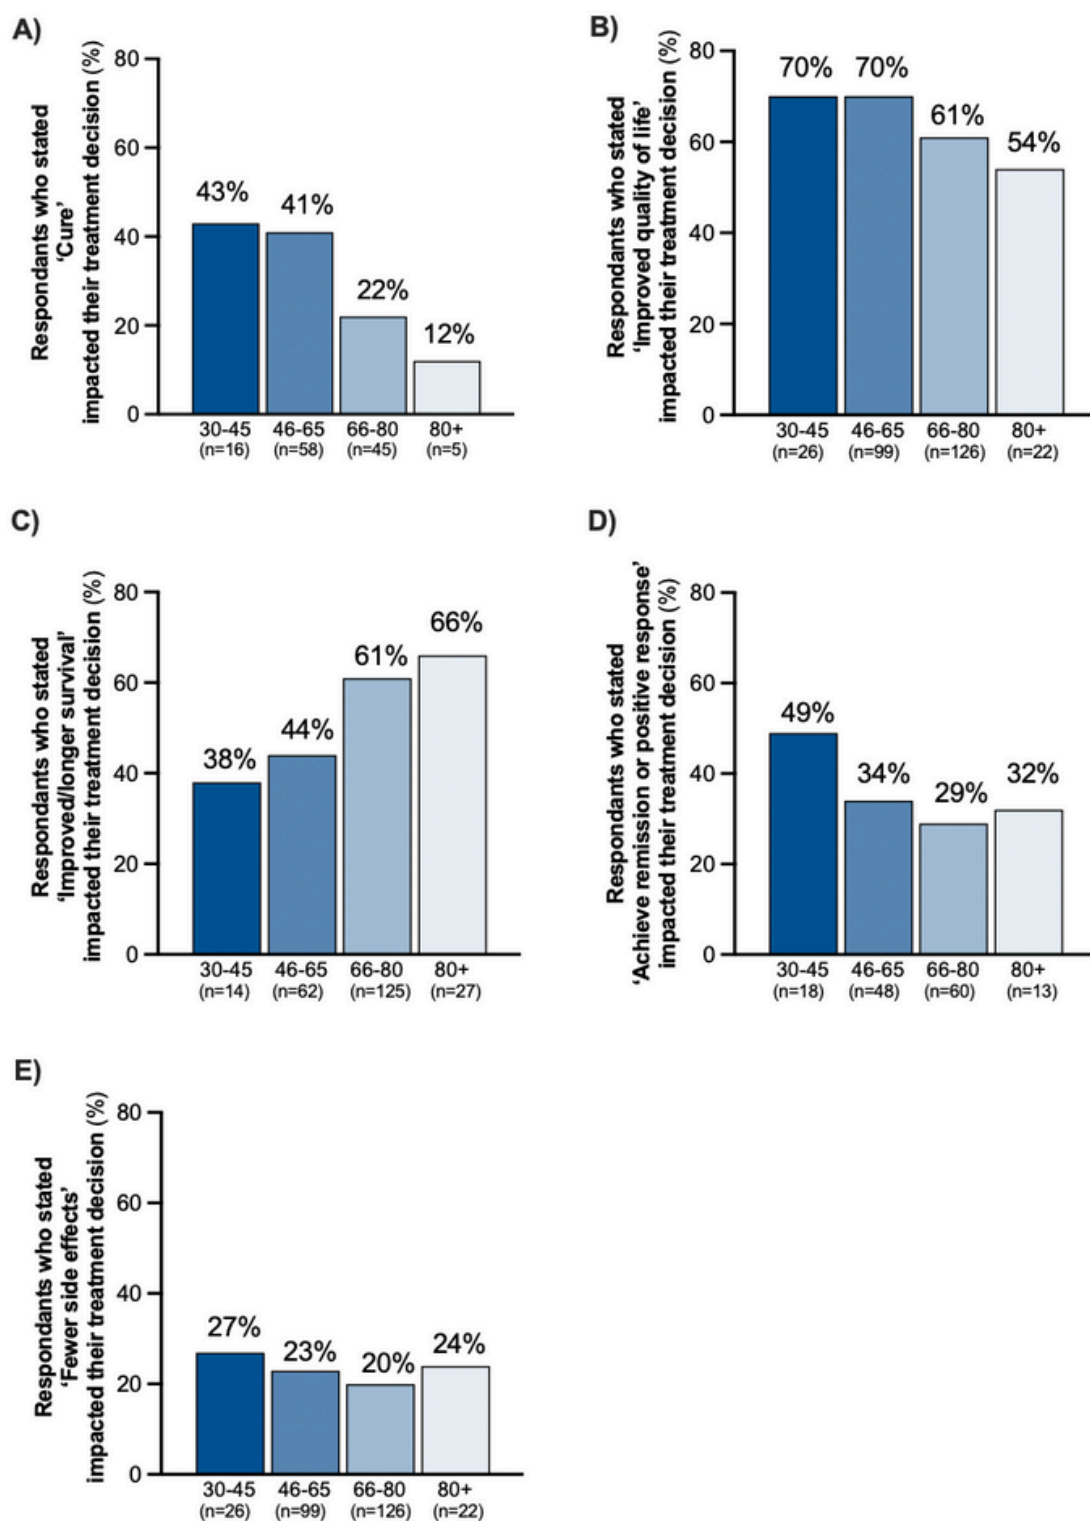 A)
Respondants who stated
‘Cure’
impacted their treatment decision (%)
80
60
40
20
0
43%
41%
22%
12%
30-45
46-65
66-80
80+
(n=16)
(n=58)
(n=45)
(n=5)
B)
Respondants who stated
‘Improved quality of life’
impacted their treatment decision (%)
80
60
40
20
0
70%
70%
61%
54%
30-45
46-65
66-80
80+
(n=26)
(n=99)
(n=126)
(n=22)
C)
Respondants who stated
‘Improved/longer survival’
impacted their treatment decision (%)
80
60
40
20
0
38%
44%
61%
66%
30-45
46-65
66-80
80+
(n=14)
(n=62)
(n=125)
(n=27)
D)
Respondants who stated
‘Achieve remission or positive response’
impacted their treatment decision (%)
80
60
40
20
0
49%
34%
29%
32%
30-45
46-65
66-80
80+
(n=18)
(n=48)
(n=60)
(n=13)
E)
Respondants who stated
‘Fewer side effects’
impacted their treatment decision (%)
80
60
40
20
0
27%
23%
20%
24%
30-45
46-65
66-80
80+
(n=26)
(n=99)
(n=126)
(n=22)